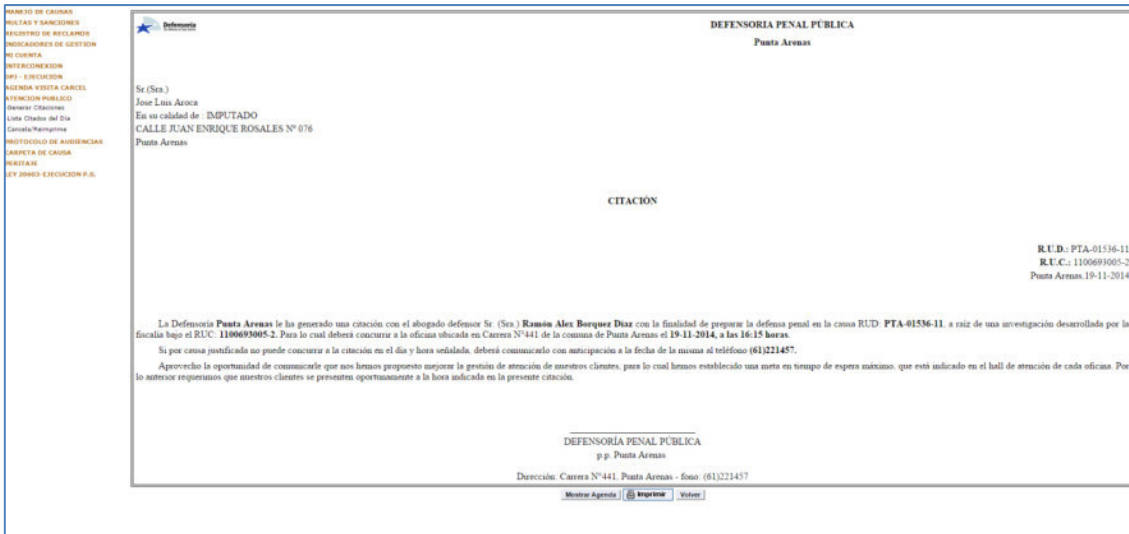 MANEJO DE CAUSAS
MULTAS Y SANCIONES
REGISTRO DE RECLAMOS
INDICADORES DE GESTIÓN
MI CUENTA
INTERCONEXION
DPJ - EJECUCION
AGENDA VISITA CARCEL
ATENCION PUBLICO
Generar Citaciones
Lista Citados del Día
Cancela/Reimprime
PROTOCOLO DE AUDIENCIAS
CARPETA DE CAUSA
PERITAJE
LEY 20603-EJECUCION P.S.
Defensoría
DEFENSORIA PENAL PÚBLICA
Punta Arenas
Sr.(Sra.)
Jose Luis Aroca
En su calidad de : IMPUTADO
CALLE JUAN ENRIQUE ROSALES Nº 076
Punta Arenas
CITACIÓN
R.U.D.: PTA-01536-11
R.U.C.: 1100693005-2
Punta Arenas,19-11-2014
La Defensoría Punta Arenas le ha generado una citación con el abogado defensor Sr. (Sra.) Ramón Alex Borquez Diaz con la finalidad de preparar la defensa penal en la causa RUD: PTA-01536-11, a raiz de una investigación desarrollada por la
fiscalía bajo el RUC: 1100693005-2. Para lo cual deberá concurrir a la oficina ubicada en Carrera N°441 de la comuna de Punta Arenas el 19-11-2014, a las 16:15 horas.
Si por causa justificada no puede concurrir a la citación en el día y hora señalada, deberá comunicarlo con anticipación a la fecha de la misma al teléfono (61)221457.
Aprovecho la oportunidad de comunicarle que nos hemos propuesto mejorar la gestión de atención de nuestros clientes, para lo cual hemos establecido una meta en tiempo de espera máximo, que está indicado en el hall de atención de cada oficina. Por
lo anterior requerimos que nuestros clientes se presenten oportunamente a la hora indicada en la presente citación.
DEFENSORÍA PENAL PÚBLICA
p.p. Punta Arenas
Dirección: Carrera N°441, Punta Arenas - fono: (61)221457
Mostrar Agenda
Imprimir
Volver